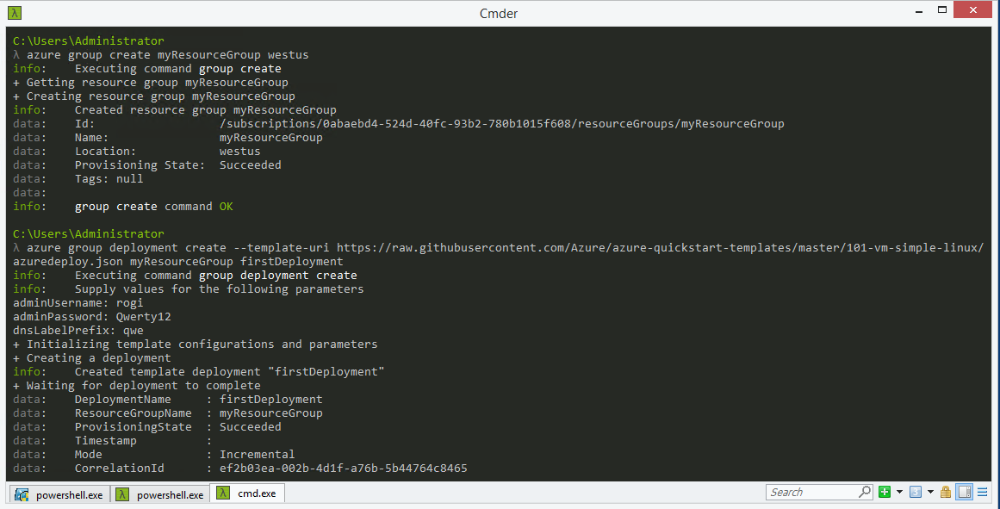 Cmder
C:\Users\Administrator
λ azure group create myResourceGroup westus
info:    Executing command group create
+ Getting resource group myResourceGroup
+ Creating resource group myResourceGroup
info:    Created resource group myResourceGroup
data:    Id:                  /subscriptions/0abaebd4-524d-40fc-93b2-780b1015f608/resourceGroups/myResourceGroup
data:    Name:                myResourceGroup
data:    Location:            westus
data:    Provisioning State:  Succeeded
data:    Tags: null
data:
info:    group create command OK
C:\Users\Administrator
λ azure group deployment create --template-uri https://raw.githubusercontent.com/Azure/azure-quickstart-templates/master/101-vm-simple-linux/
azuredeploy.json myResourceGroup firstDeployment
info:    Executing command group deployment create
info:    Supply values for the following parameters
adminUsername: rogi
adminPassword: Qwerty12
dnsLabelPrefix: qwe
+ Initializing template configurations and parameters
+ Creating a deployment
info:    Created template deployment "firstDeployment"
+ Waiting for deployment to complete
data:    DeploymentName     : firstDeployment
data:    ResourceGroupName  : myResourceGroup
data:    ProvisioningState  : Succeeded
data:    Timestamp          :
data:    Mode               : Incremental
data:    CorrelationId      : ef2b03ea-002b-4d1f-a76b-5b44764c8465
powershell.exe λ powershell.exe λ cmd.exe Search